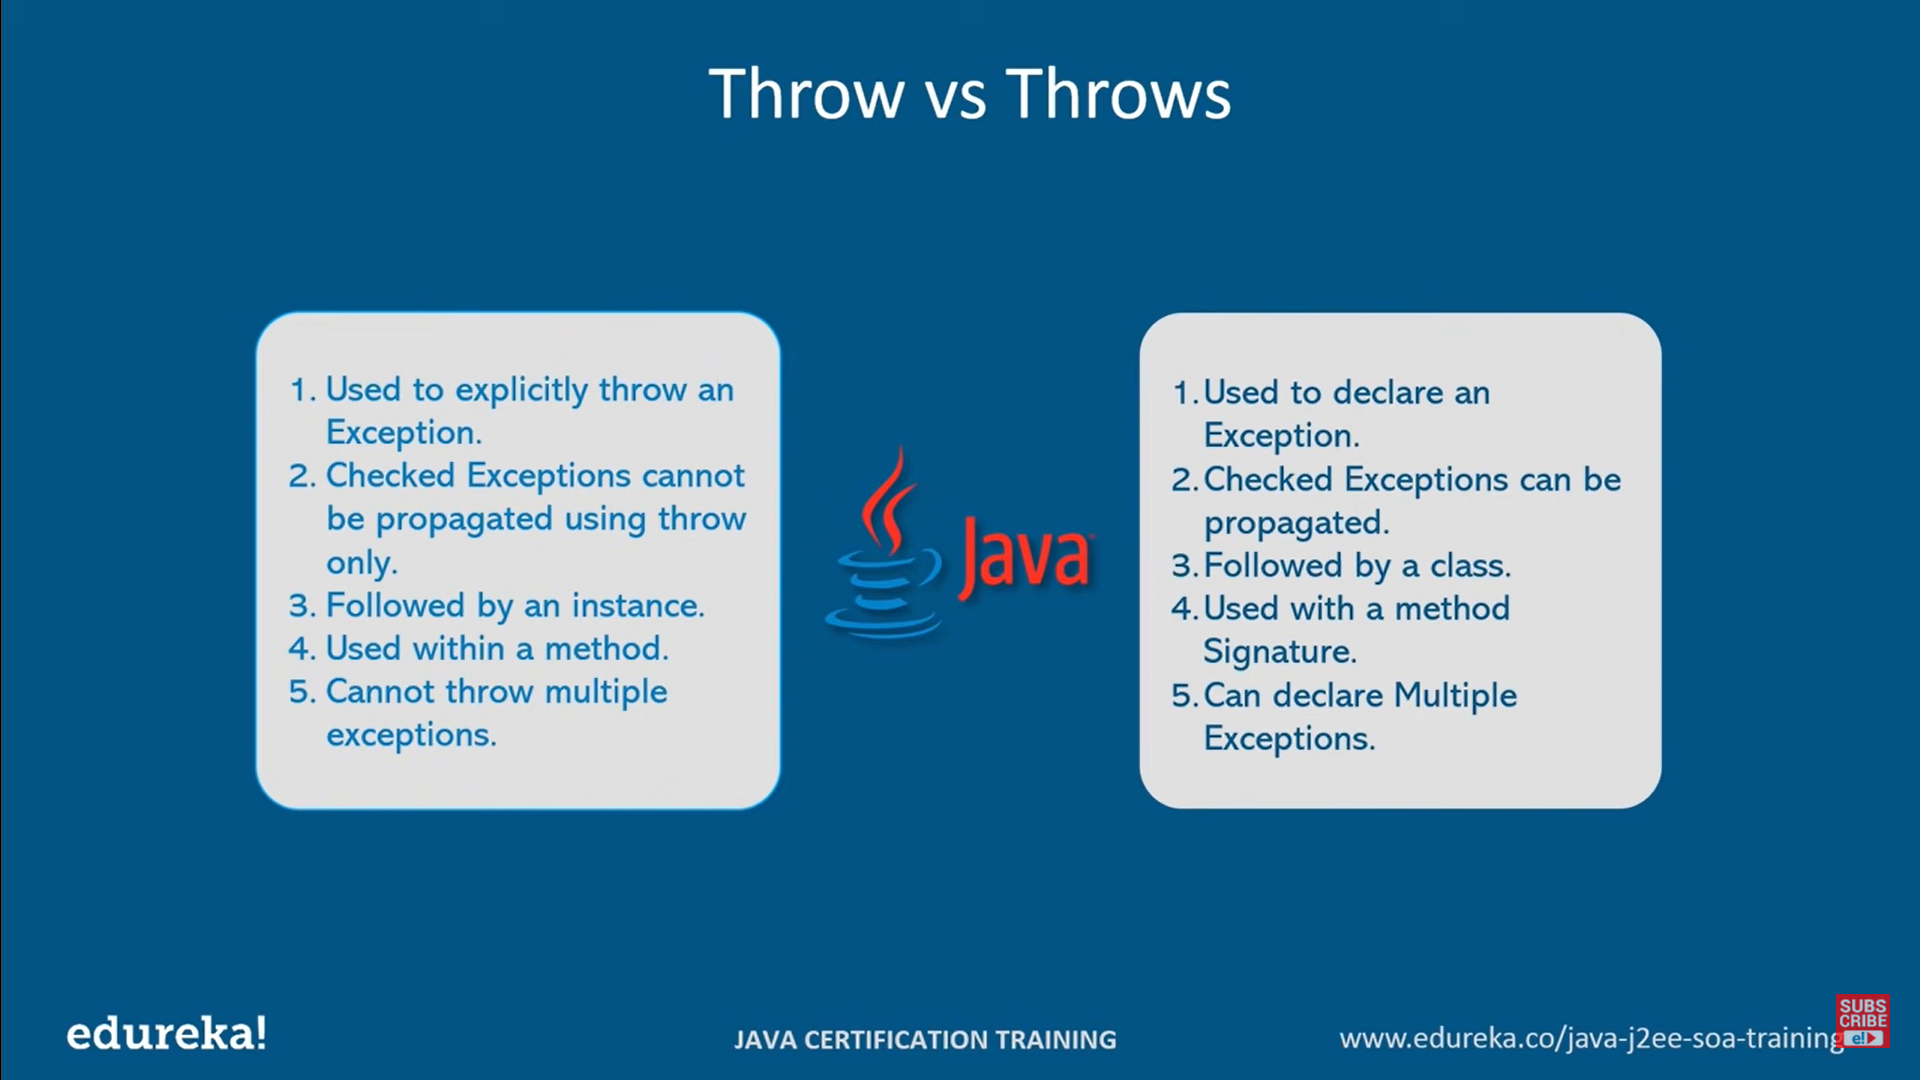 Throw vs Throws
1. Used to explicitly throw an
Exception.
2. Checked Exceptions cannot
be propagated using throw
only.
3. Followed by an instance.
4. Used within a method.
5. Cannot throw multiple
exceptions.
Java
1. Used to declare an
Exception.
2. Checked Exceptions can be
propagated.
3. Followed by a class.
4. Used with a method
Signature.
5. Can declare Multiple
Exceptions.
edureka!
JAVA CERTIFICATION TRAINING
www.edureka.co/java-j2ee-soa-training
SUBS
CRIBE
e!